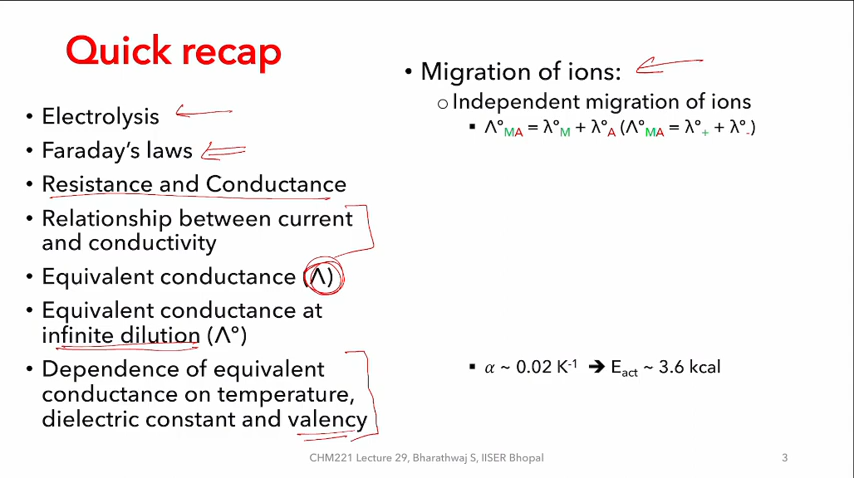 Quick recap
• Electrolysis
• Faraday's laws
• Resistance and Conductance
• Relationship between current
and conductivity
• Equivalent conductance (Λ)
• Equivalent conductance at
infinite dilution (Λ°)
• Dependence of equivalent
conductance on temperature,
dielectric constant and valency
• Migration of ions:
o Independent migration of ions
▪ Λ°MA = λ°M + λ°A (Λ°MA = λ°+ + λ°-)
▪ α ~ 0.02 K-1 ➔ Eact ~ 3.6 kcal
CHM221 Lecture 29, Bharathwaj S, IISER Bhopal
3